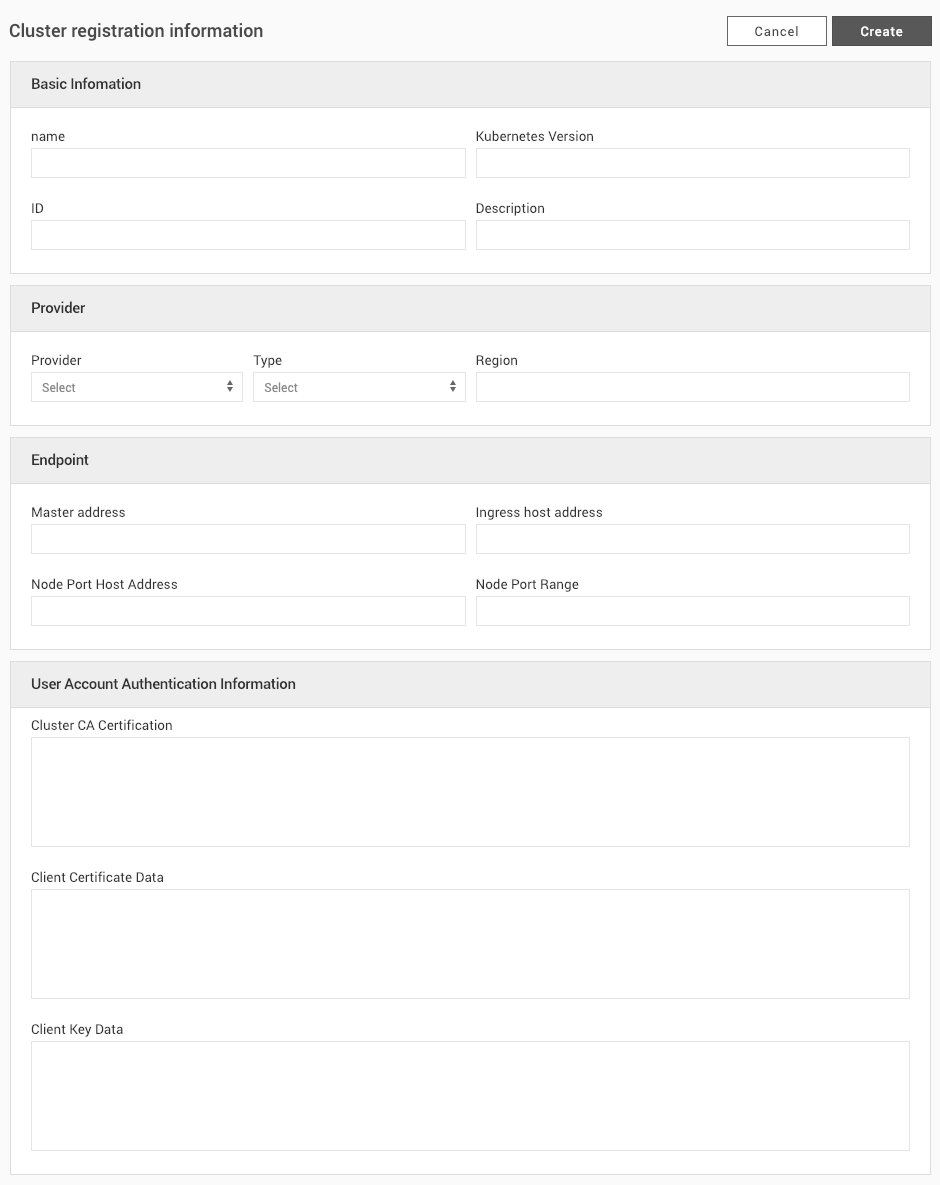 Cluster registration information
Cancel
Create
Basic Infomation
name
Kubernetes Version
ID
Description
Provider
Provider
Type
Region
Select
Select
Endpoint
Master address
Ingress host address
Node Port Host Address
Node Port Range
User Account Authentication Information
Cluster CA Certification
Client Certificate Data
Client Key Data